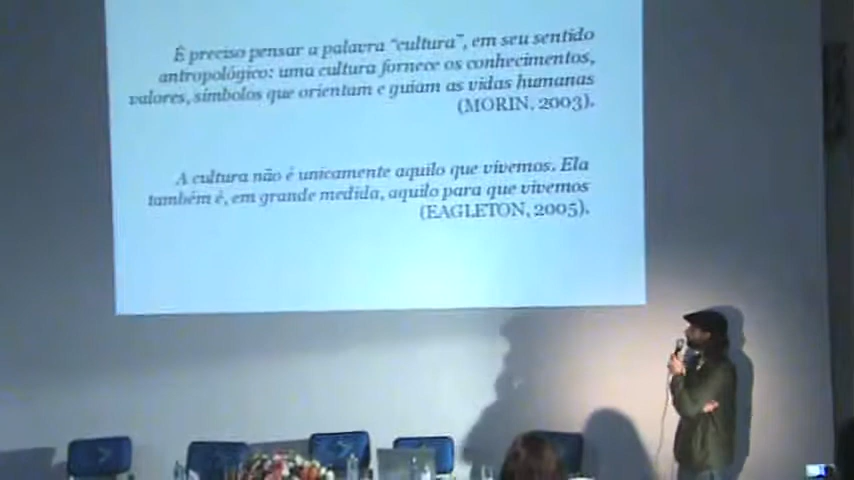 É preciso pensar a palavra "cultura", em seu sentido
antropológico: uma cultura fornece os conhecimentos,
valores, símbolos que orientam e guiam as vidas humanas
(MORIN, 2003).
A cultura não é unicamente aquilo que vivemos. Ela
também é, em grande medida, aquilo para que vivemos
(EAGLETON, 2005).